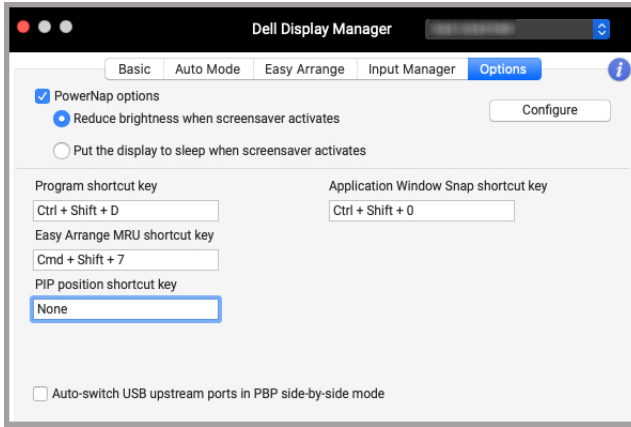 Dell Display Manager
Basic Auto Mode Easy Arrange Input Manager Options i
PowerNap options
Configure
Reduce brightness when screensaver activates
Put the display to sleep when screensaver activates
Program shortcut key
Ctrl + Shift + D
Application Window Snap shortcut key
Ctrl + Shift + 0
Easy Arrange MRU shortcut key
Cmd + Shift + 7
PIP position shortcut key
None
Auto-switch USB upstream ports in PBP side-by-side mode